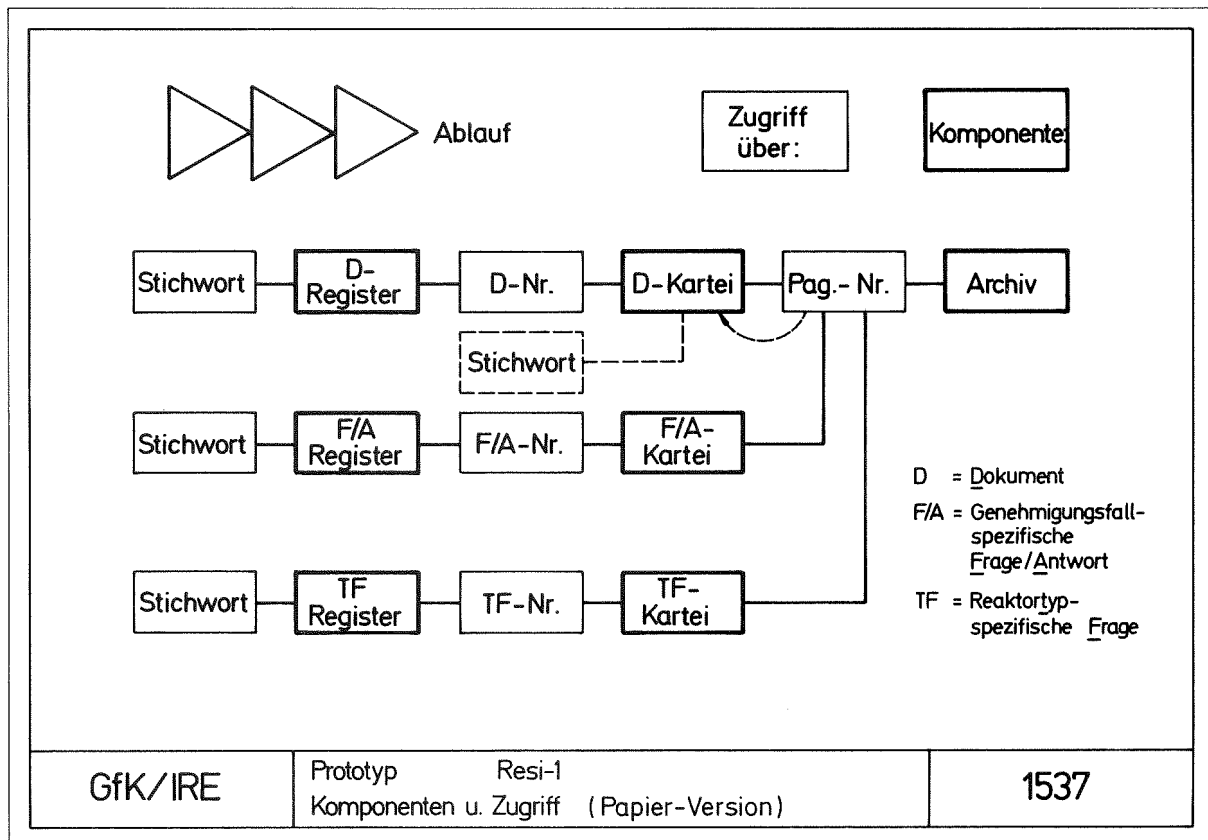 Ablauf
Zugriff
über:
Komponente:
Stichwort
D-
Register
D-Nr.
D-Kartei
Pag.-Nr.
Archiv
Stichwort
Stichwort
F/A
Register
F/A-Nr.
F/A-
Kartei
D = Dokument
F/A = Genehmigungsfall-
spezifische
Frage/Antwort
Stichwort
TF
Register
TF-Nr.
TF-
Kartei
TF = Reaktortyp-
spezifische Frage
GfK/IRE
Prototyp Resi-1
Komponenten u. Zugriff (Papier-Version)
1537